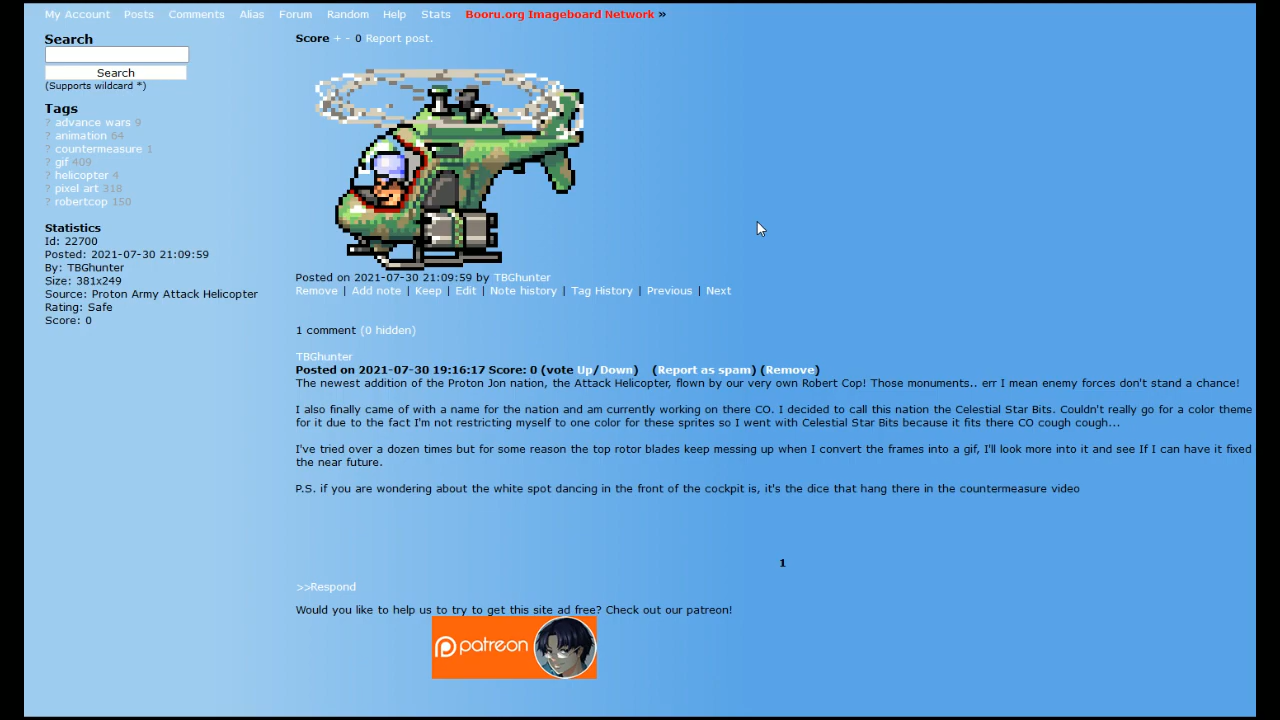 My Account Posts Comments Alias Forum Random Help Stats Booru.org Imageboard Network »
Search
Search
(Supports wildcard *)
Tags
? advance wars 9
? animation 64
? countermeasure 1
? gif 409
? helicopter 4
? pixel art 318
? robertcop 150
Statistics
Id: 22700
Posted: 2021-07-30 21:09:59
By: TBGhunter
Size: 381x249
Source: Proton Army Attack Helicopter
Rating: Safe
Score: 0
Score + - 0 Report post.
Posted on 2021-07-30 21:09:59 by TBGhunter
Remove | Add note | Keep | Edit | Note history | Tag History | Previous | Next
1 comment (0 hidden)
TBGhunter
Posted on 2021-07-30 19:16:17 Score: 0 (vote Up/Down) (Report as spam) (Remove)
The newest addition of the Proton Jon nation, the Attack Helicopter, flown by our very own Robert Cop! Those monuments.. err I mean enemy forces don't stand a chance!
I also finally came of with a name for the nation and am currently working on there CO. I decided to call this nation the Celestial Star Bits. Couldn't really go for a color theme
for it due to the fact I'm not restricting myself to one color for these sprites so I went with Celestial Star Bits because it fits there CO cough cough...
I've tried over a dozen times but for some reason the top rotor blades keep messing up when I convert the frames into a gif, I'll look more into it and see If I can have it fixed
the near future.
P.S. if you are wondering about the white spot dancing in the front of the cockpit is, it's the dice that hang there in the countermeasure video
1
>>Respond
Would you like to help us to try to get this site ad free? Check out our patreon!
patreon